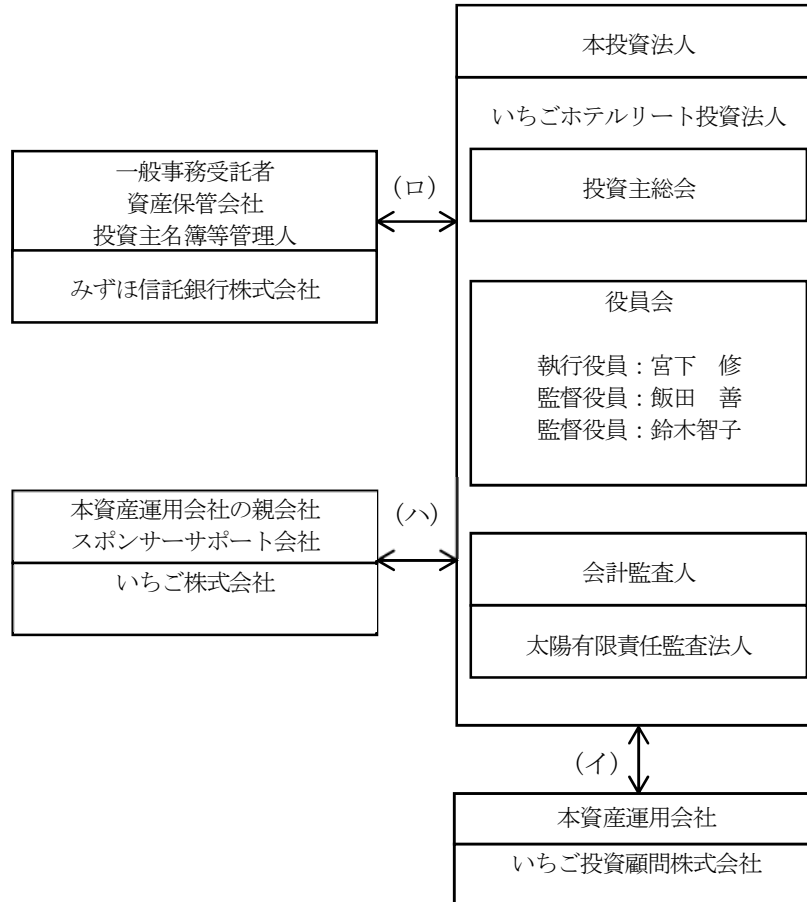 本投資法人
いちごホテルリート投資法人
投資主総会
役員会
執行役員：宮下　修
監督役員：飯田　善
監督役員：鈴木智子
会計監査人
太陽有限責任監査法人
(ロ)
一般事務受託者
資産保管会社
投資主名簿等管理人
みずほ信託銀行株式会社
(ハ)
本資産運用会社の親会社
スポンサーサポート会社
いちご株式会社
(イ)
本資産運用会社
いちご投資顧問株式会社